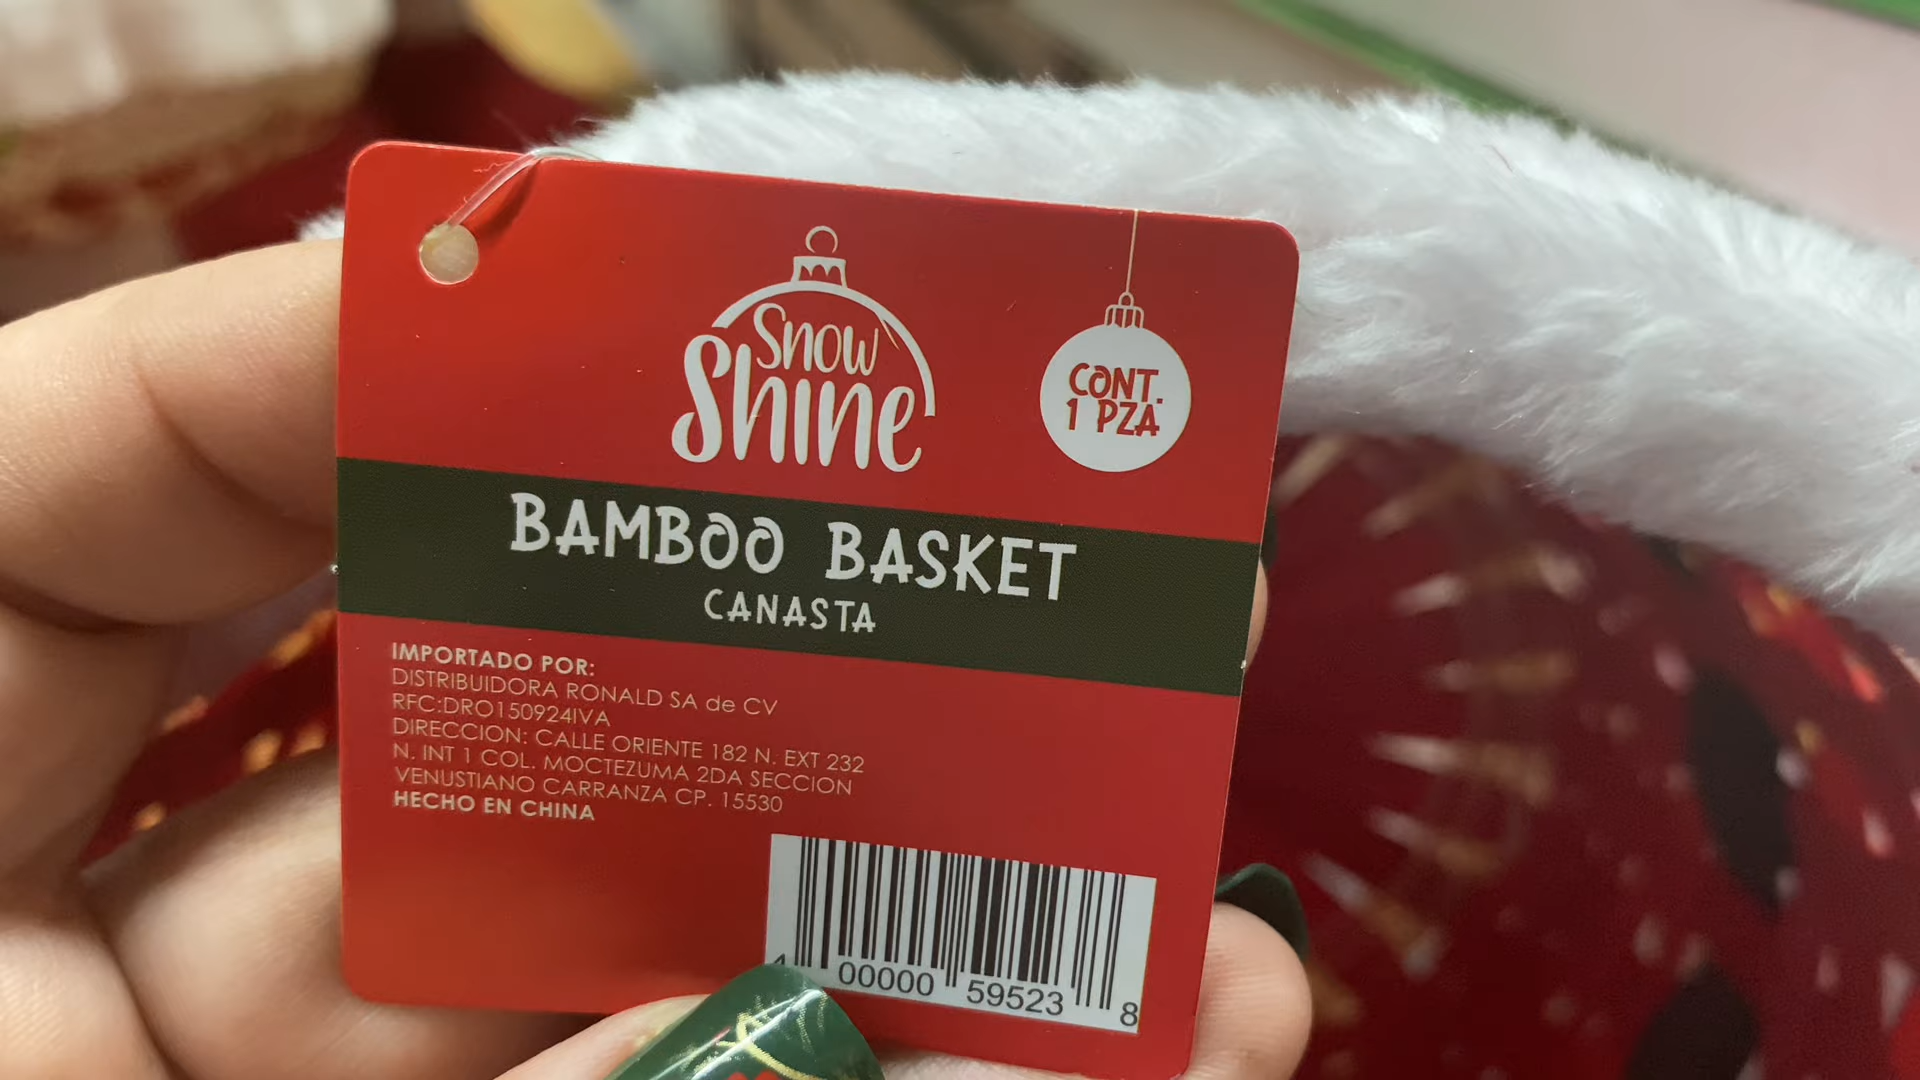 Snow
Shine
CONT.
1 PZA
BAMBOO BASKET
CANASTA
IMPORTADO POR:
DISTRIBUIDORA RONALD SA de CV
RFC:DRO150924IVA
DIRECCION: CALLE ORIENTE 182 N. EXT 232
N. INT 1 COL. MOCTEZUMA 2DA SECCION
VENUSTIANO CARRANZA CP. 15530
HECHO EN CHINA
00000 59523 8